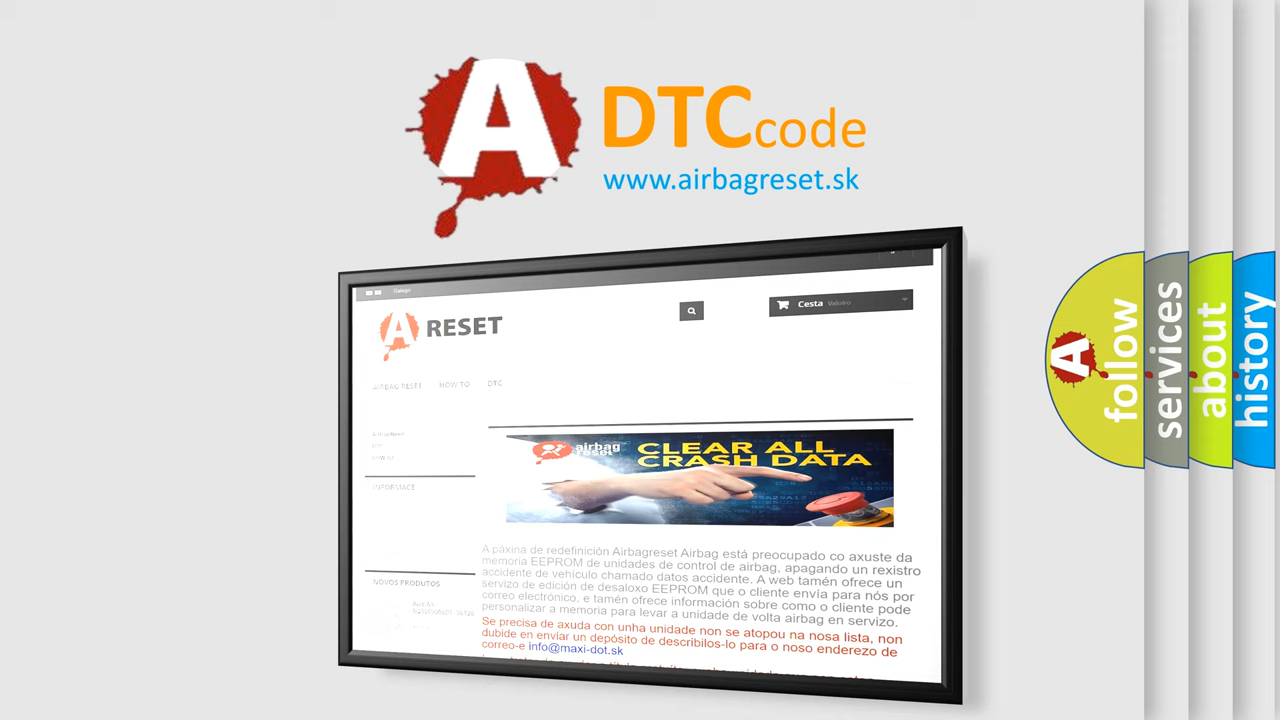 A DTCcode
www.airbagreset.sk
Galego
A RESET
Cesta Valeiro
AIRBAG RESET HOW TO DTC
INFORMACE
airbag
reset
CLEAR ALL
CRASH DATA
NOVOS PRODUTOS
A páxina de redefinición Airbagreset Airbag está preocupado co axuste da
memoria EEPROM de unidades de control de airbag, apagando un rexistro
accidente de vehículo chamado datos accidente. A web tamén ofrece un
servizo de edición de desaloxo EEPROM que o cliente envía para nós por
correo electrónico, e tamén ofrece información sobre como o cliente pode
personalizar a memoria para levar a unidade de volta airbag en servizo.
Se precisa de axuda con unha unidade non se atopou na nosa lista, non
dubide en enviar un depósito de describilos-lo para o noso enderezo de
correo-e info@maxi-dot.sk
A
follow
services
about
history